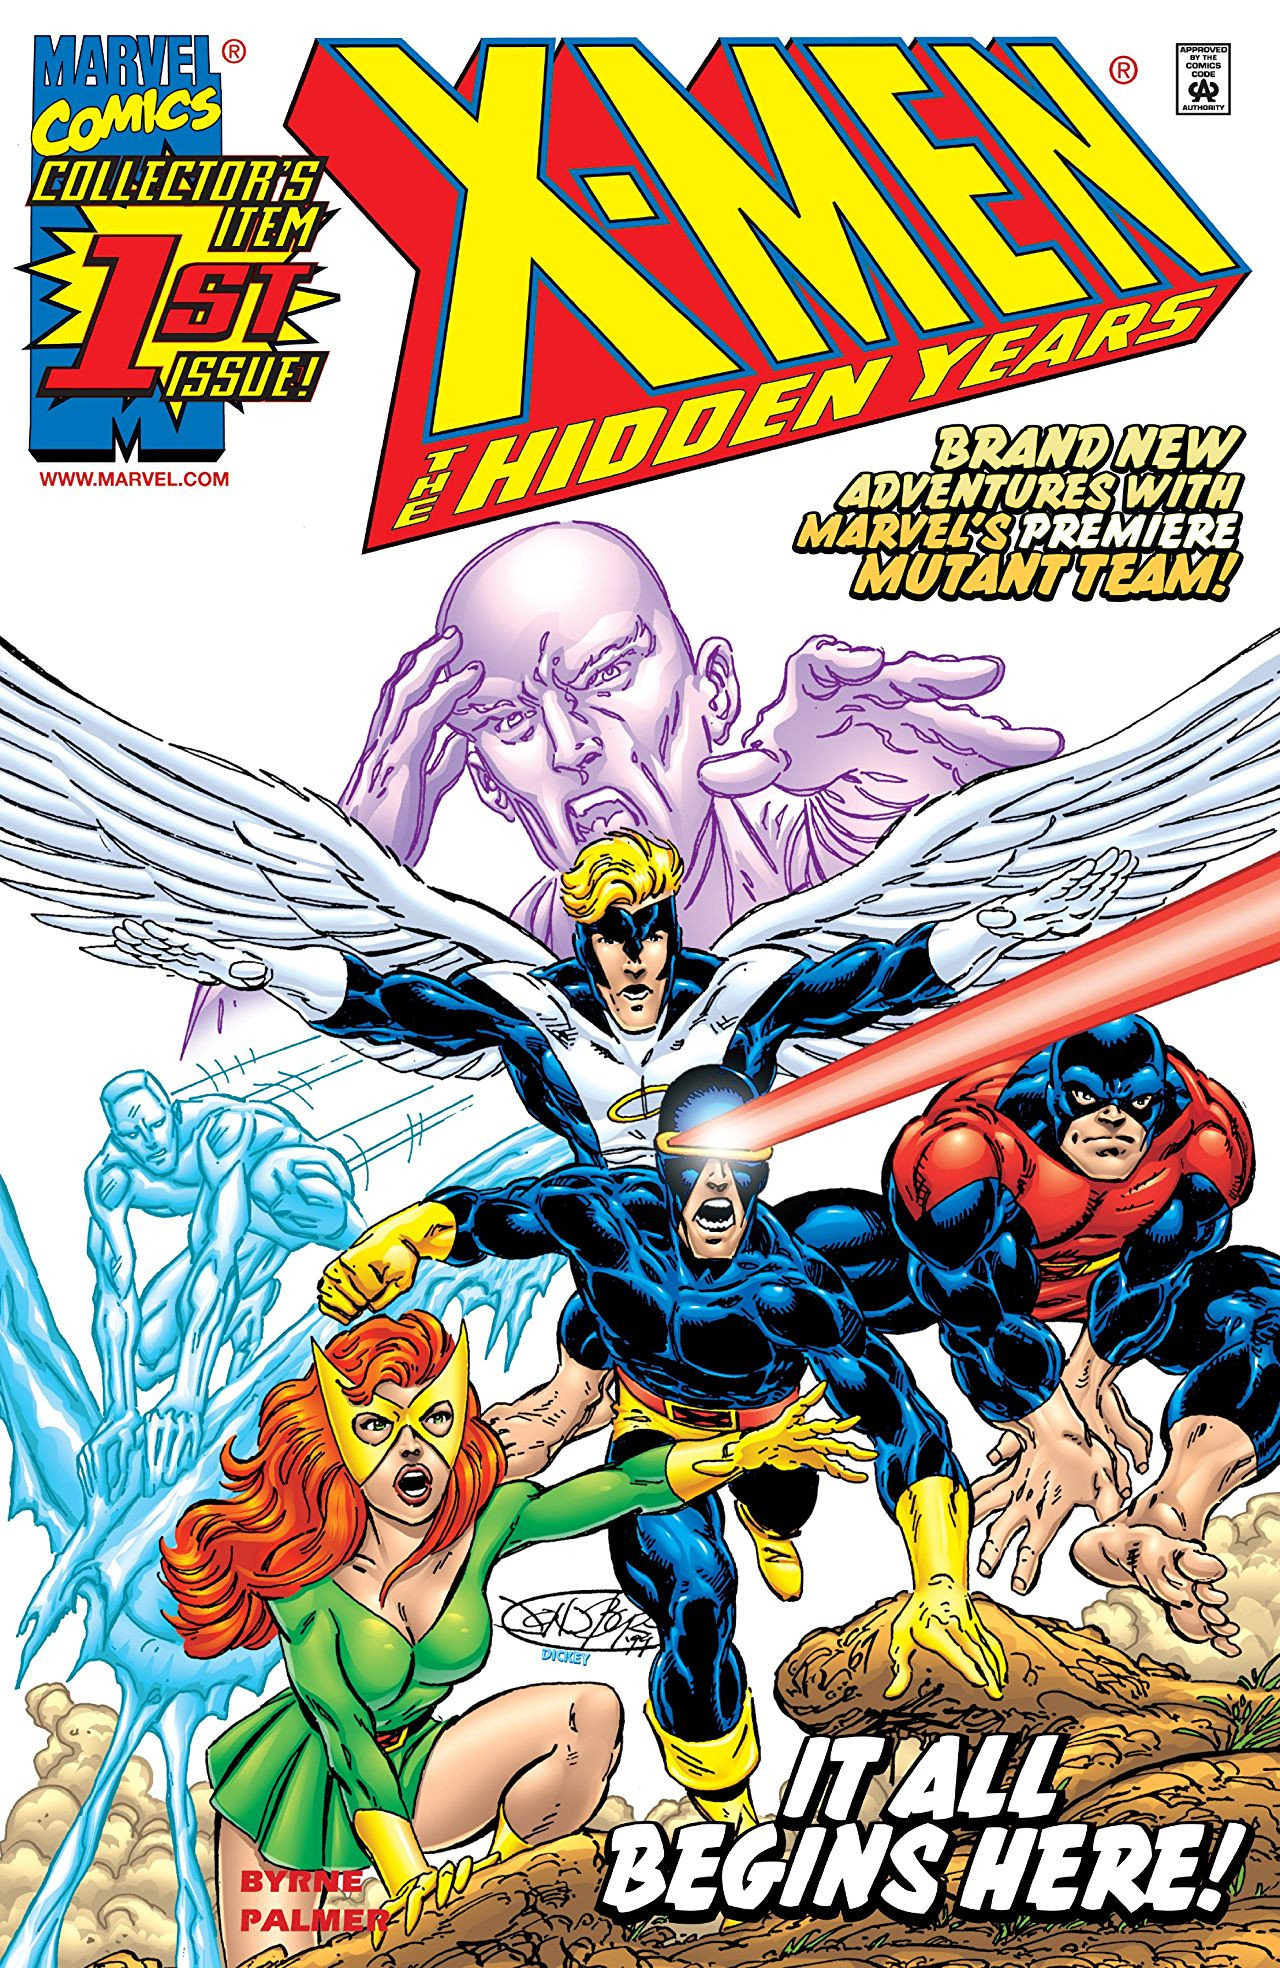 MARVEL®
COMICS
COLLECTOR'S
ITEM
1ST
ISSUE!
WWW.MARVEL.COM
X-MEN®
THE HIDDEN YEARS
APPROVED
BY THE
COMICS
CODE
CA
AUTHORITY
BRAND NEW
ADVENTURES WITH
MARVEL'S PREMIERE
MUTANT TEAM!
DICKEY
BYRNE
PALMER
IT ALL
BEGINS HERE!